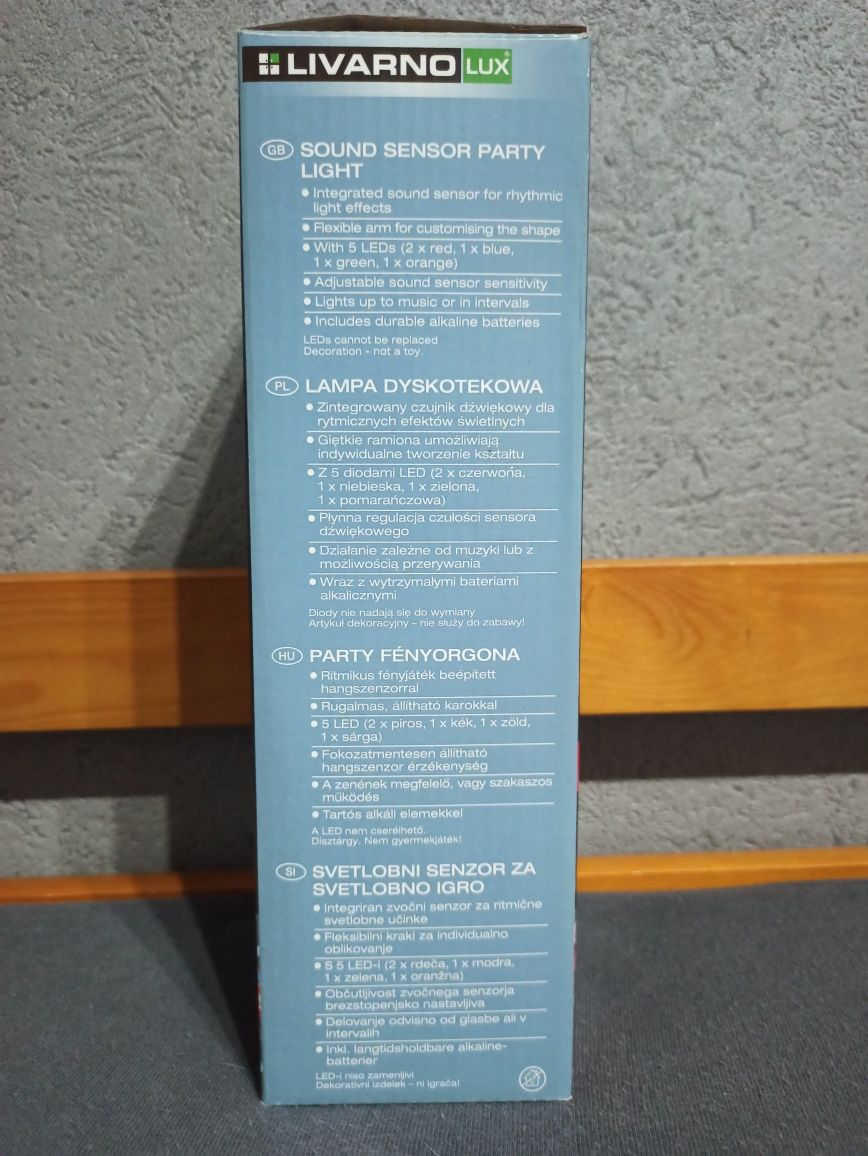 LIVARNO LUX
GB SOUND SENSOR PARTY
LIGHT
• Integrated sound sensor for rhythmic
light effects
• Flexible arm for customising the shape
• With 5 LEDs (2 x red, 1 x blue,
1 x green, 1 x orange)
• Adjustable sound sensor sensitivity
• Lights up to music or in intervals
• Includes durable alkaline batteries
LEDs cannot be replaced
Decoration - not a toy.
PL LAMPA DYSKOTEKOWA
• Zintegrowany czujnik dźwiękowy dla
rytmicznych efektów świetlnych
• Giętkie ramiona umożliwiają
indywidualne tworzenie kształtu
• Z 5 diodami LED (2 x czerwona,
1 x niebieska, 1 x zielona,
1 x pomarańczowa)
• Płynna regulacja czułości sensora
dźwiękowego
• Działanie zależne od muzyki lub z
możliwością przerywania
• Wraz z wytrzymałymi bateriami
alkalicznymi
Diody nie nadają się do wymiany
Artykuł dekoracyjny – nie służy do zabawy!
HU PARTY FÉNYORGONA
• Ritmikus fényjáték beépített
hangszenzorral
• Rugalmas, állítható karokkal
• 5 LED (2 x piros, 1 x kék, 1 x zöld,
1 x sárga)
• Fokozatmentesen állítható
hangszenzor érzékenység
• A zenének megfelelő, vagy szakaszos
működés
• Tartós alkáli elemekkel
A LED nem cserélhető.
Dísztárgy. Nem gyermekjáték!
SI SVETLOBNI SENZOR ZA
SVETLOBNO IGRO
• Integriran zvočni senzor za ritmične
svetlobne učinke
• Fleksibilni kraki za individualno
oblikovanje
• S 5 LED-i (2 x rdeča, 1 x modra,
1 x zelena, 1 x oranžna)
• Občutljivost zvočnega senzorja
brezstopenjsko nastavljiva
• Delovanje odvisno od glasbe ali v
intervalih
• Inkl. langtidsholdbare alkaline-
batterier
LED-i niso zamenljivi
Dekorativni izdelek – ni igrača!